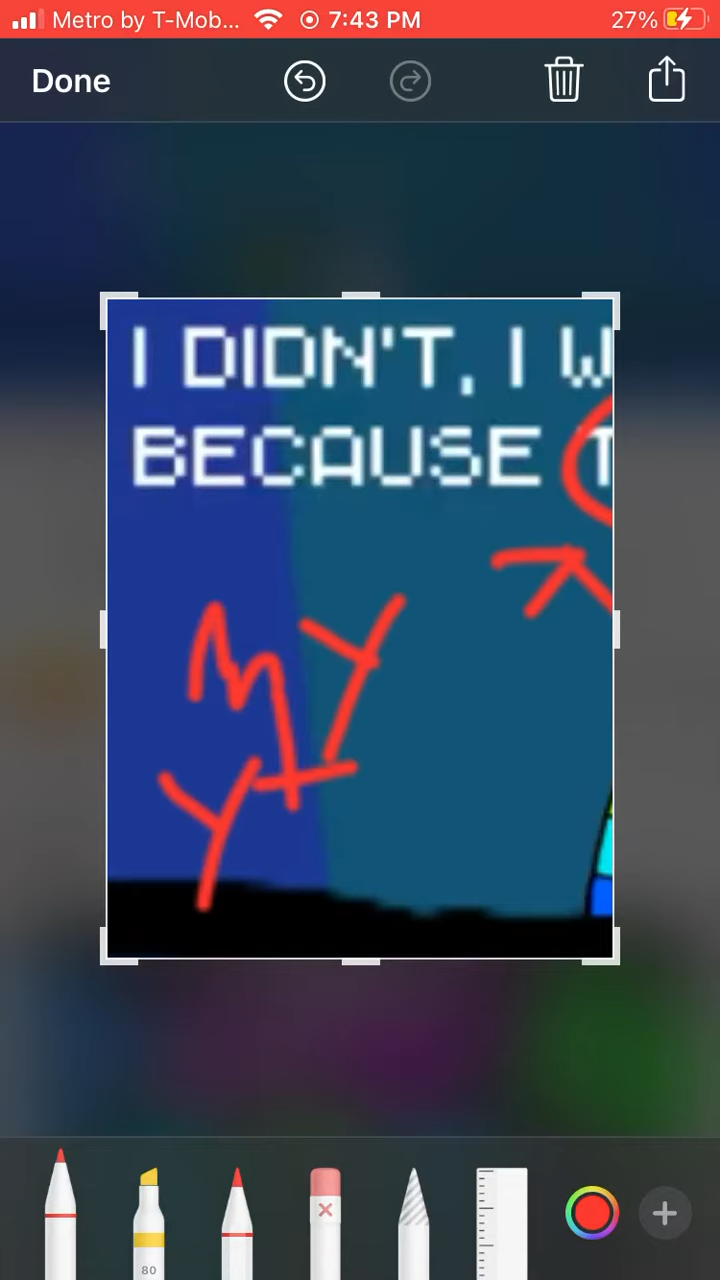 Metro by T-Mob... 7:43 PM 27%
Done
I DIDN'T, I W
BECAUSE T
MY
Y
80